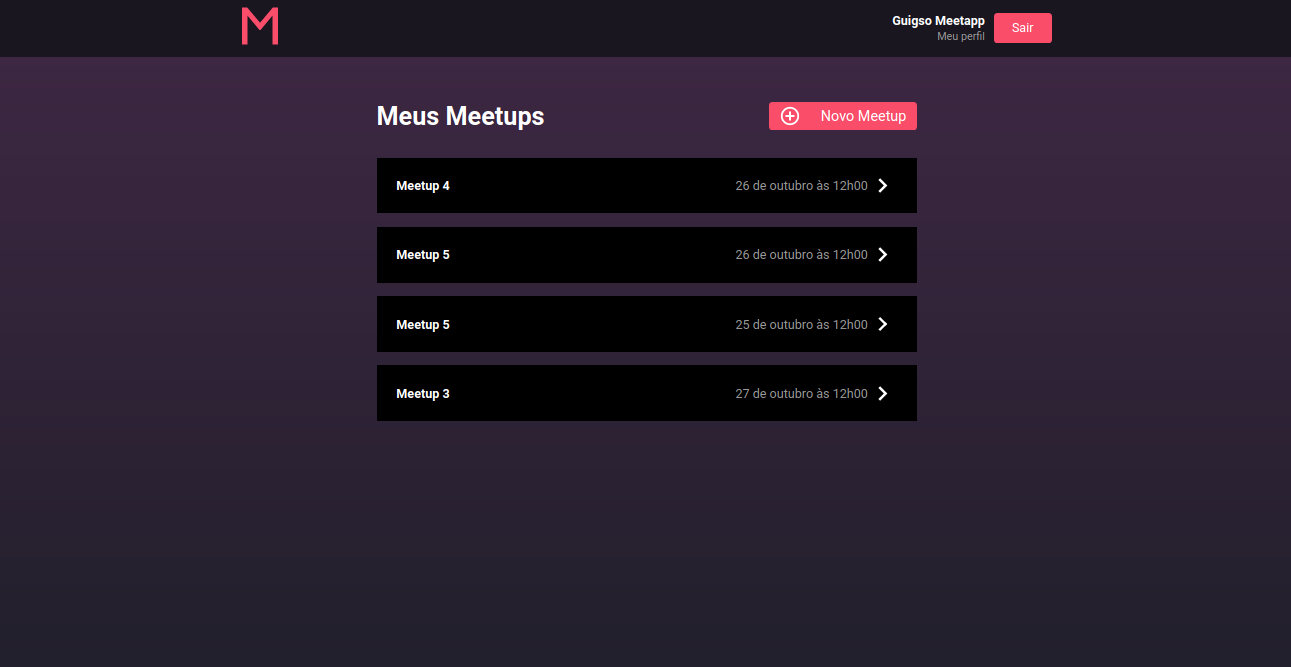 M
Guigso Meetapp
Meu perfil
Sair
Meus Meetups
Novo Meetup
Meetup 4 26 de outubro às 12h00
Meetup 5 26 de outubro às 12h00
Meetup 5 25 de outubro às 12h00
Meetup 3 27 de outubro às 12h00